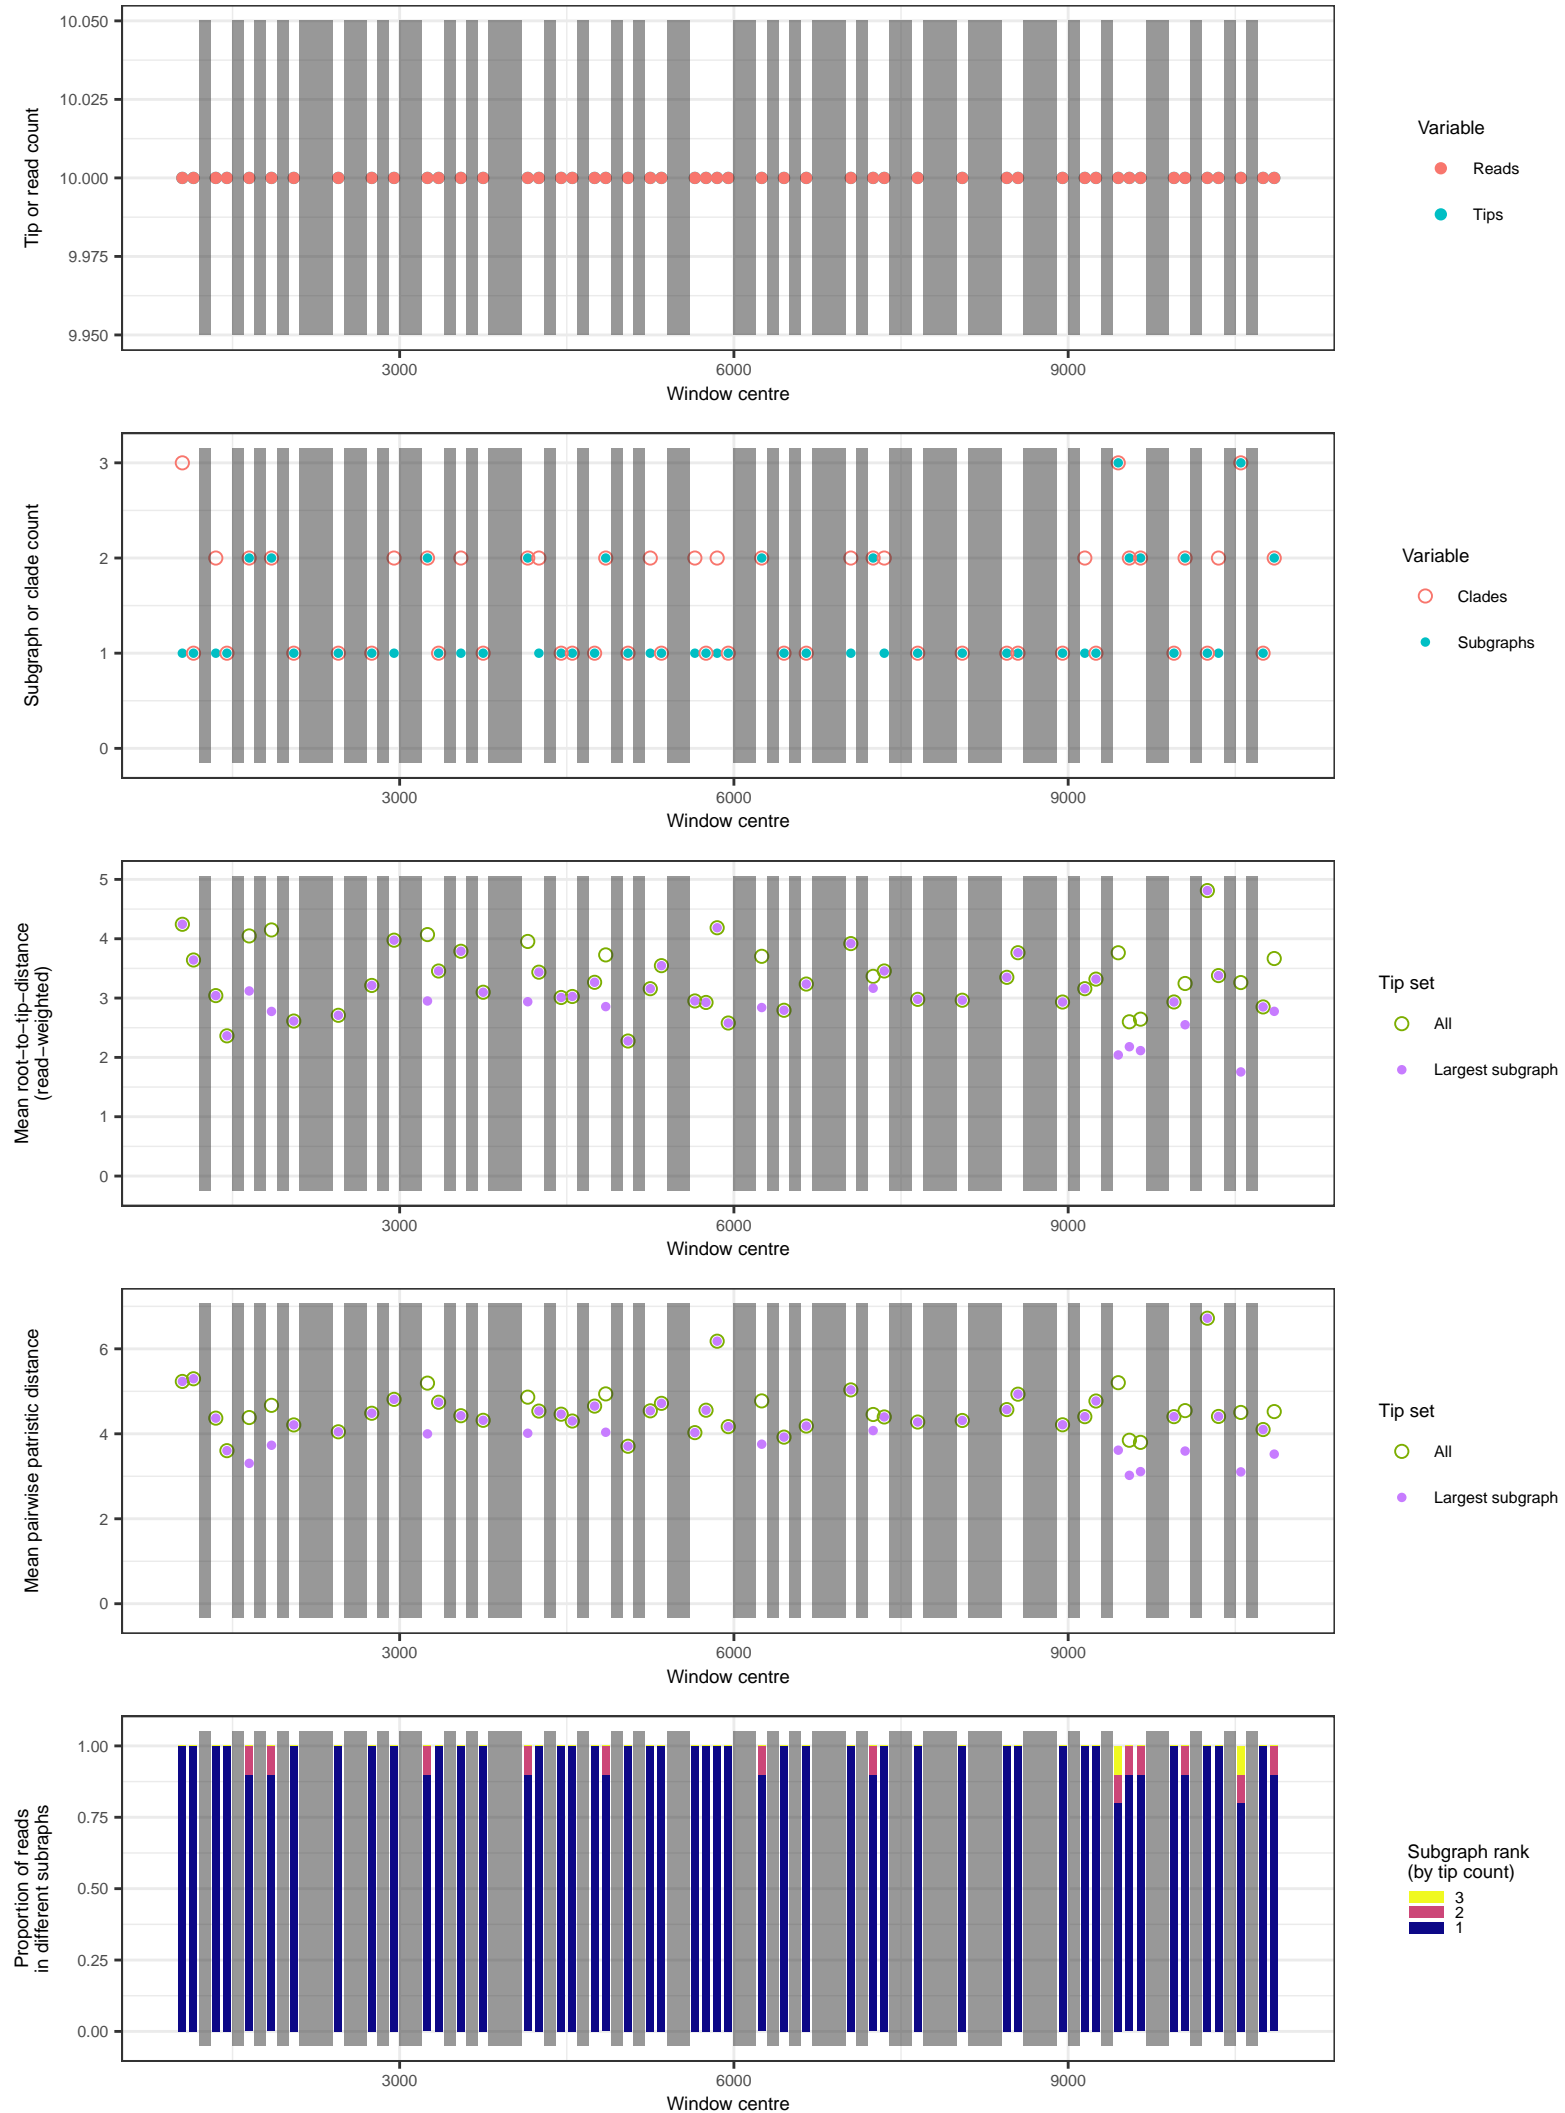 10.050
10.025
10.000
9.975
9.950
Tip or read count
3000
6000
9000
Window centre
Variable
Reads
Tips
3
2
1
0
Subgraph or clade count
3000
6000
9000
Window centre
Variable
Clades
Subgraphs
5
4
3
2
1
0
Mean root−to−tip−distance
(read−weighted)
3000
6000
9000
Window centre
Tip set
All
Largest subgraph
6
4
2
0
Mean pairwise patristic distance
3000
6000
9000
Window centre
Tip set
All
Largest subgraph
1.00
0.75
0.50
0.25
0.00
Proportion of reads
in different subraphs
3000
6000
9000
Window centre
Subgraph rank
(by tip count)
3
2
1